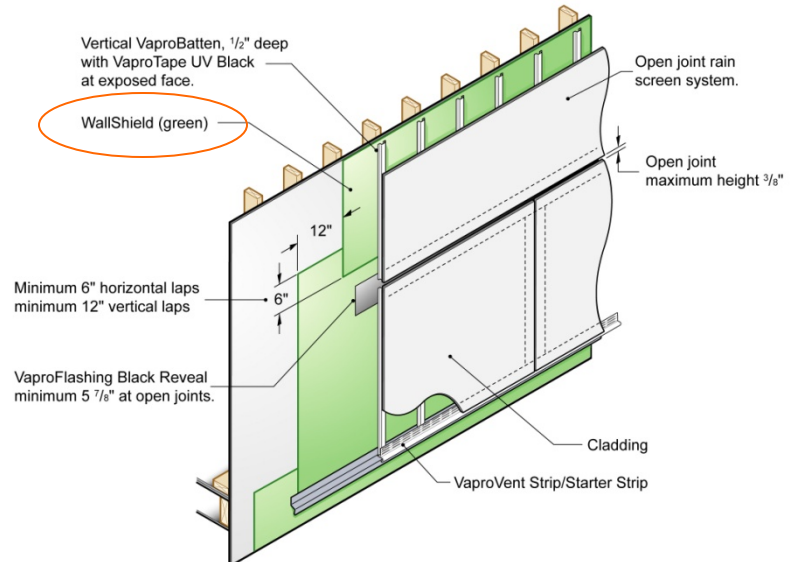 Vertical VaproBatten, 1/2" deep
with VaproTape UV Black
at exposed face.
WallShield (green)
Open joint rain
screen system.
Open joint
maximum height 3/8"
12"
6"
Minimum 6" horizontal laps
minimum 12" vertical laps
VaproFlashing Black Reveal
minimum 5 7/8" at open joints.
Cladding
VaproVent Strip/Starter Strip